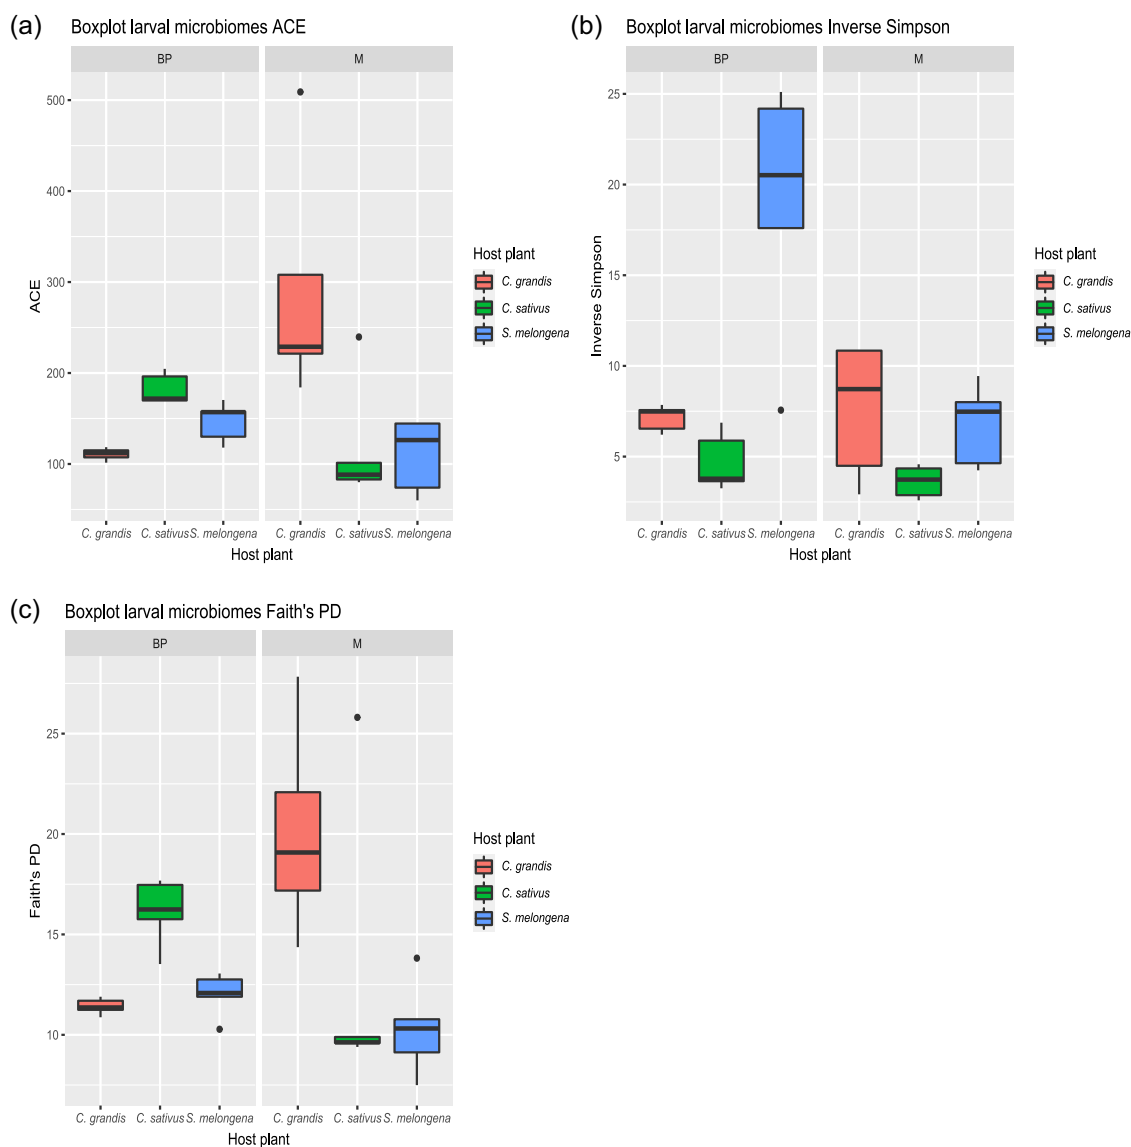 (a) Boxplot larval microbiomes ACE
BP M
500
400
300
200
100
ACE
C. grandis C. sativus S. melongena C. grandis C. sativus S. melongena
Host plant
Host plant
C. grandis
C. sativus
S. melongena
(b) Boxplot larval microbiomes Inverse Simpson
BP M
25
20
15
10
5
Inverse Simpson
C. grandis C. sativus S. melongena C. grandis C. sativus S. melongena
Host plant
Host plant
C. grandis
C. sativus
S. melongena
(c) Boxplot larval microbiomes Faith's PD
BP M
25
20
15
10
Faith's PD
C. grandis C. sativus S. melongena C. grandis C. sativus S. melongena
Host plant
Host plant
C. grandis
C. sativus
S. melongena